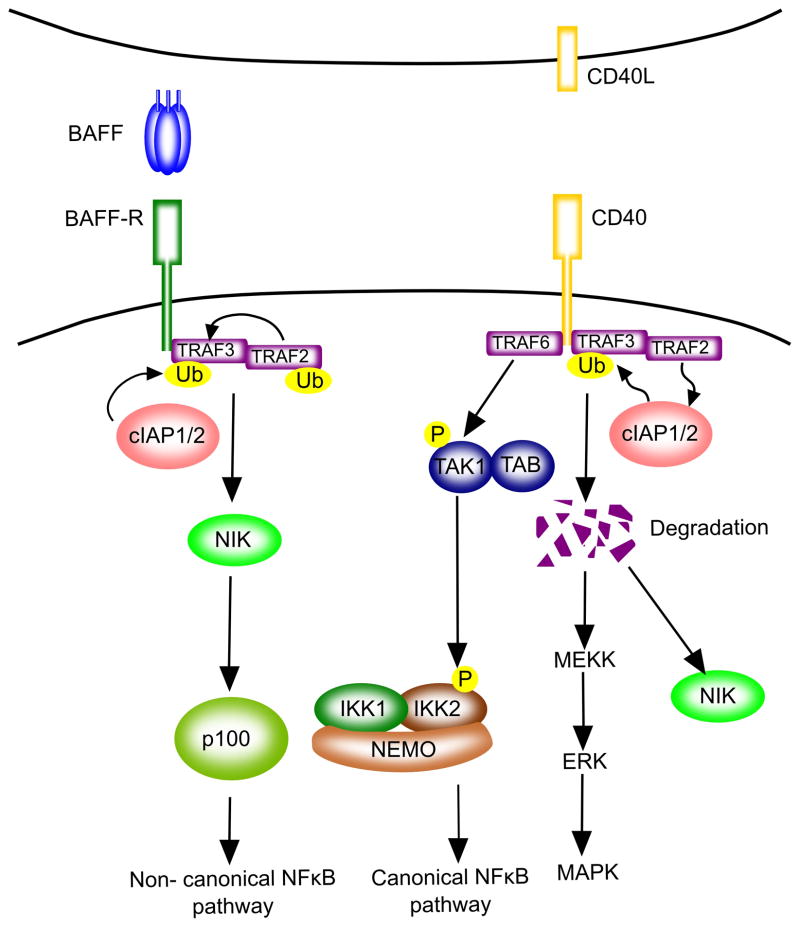 CD40L
BAFF
BAFF-R
CD40
TRAF3
TRAF2
Ub
Ub
cIAP1/2
NIK
p100
Non- canonical NFκB
pathway
TRAF6
TRAF3
TRAF2
Ub
cIAP1/2
P
TAK1
TAB
Degradation
P
IKK1
IKK2
NEMO
Canonical NFκB
pathway
MEKK
NIK
ERK
MAPK